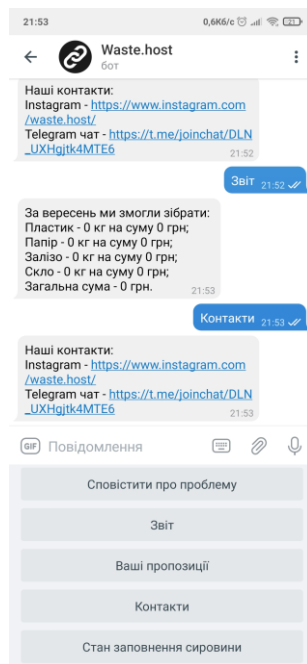 21:53
0,6Кб/с
21
Waste.host
бот
Наші контакти:
Instagram - https://www.instagram.com
/waste.host/
Telegram чат - https://t.me/joinchat/DLN
_UXHgjtk4MTE6
21:52
Звіт 21:52
За вересень ми змогли зібрати:
Пластик - 0 кг на суму 0 грн;
Папір - 0 кг на суму 0 грн;
Залізо - 0 кг на суму 0 грн;
Скло - 0 кг на суму 0 грн;
Загальна сума - 0 грн.
21:53
Контакти 21:53
Наші контакти:
Instagram - https://www.instagram.com
/waste.host/
Telegram чат - https://t.me/joinchat/DLN
_UXHgjtk4MTE6
21:53
GIF Повідомлення
Сповістити про проблему
Звіт
Ваші пропозиції
Контакти
Стан заповнення сировини